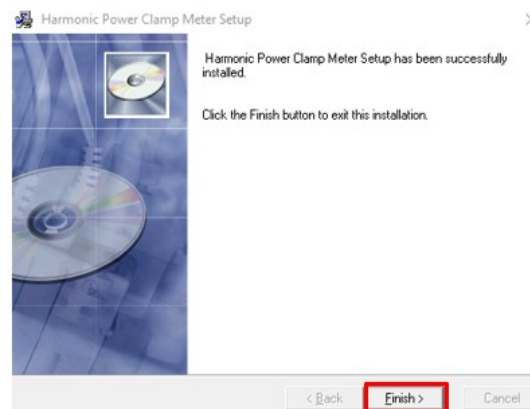 Harmonic Power Clamp Meter Setup
Harmonic Power Clamp Meter Setup has been successfully
installed.
Click the Finish button to exit this installation.
< Back Finish > Cancel